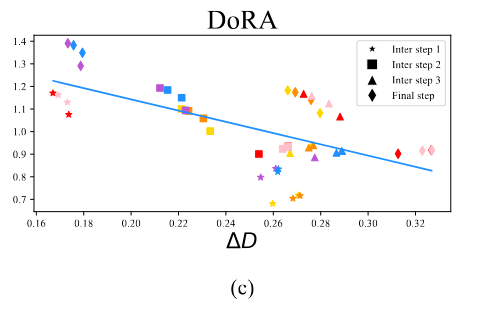 DoRA
1.4
1.3
1.2
1.1
1.0
0.9
0.8
0.7
Inter step 1
Inter step 2
Inter step 3
Final step
0.16 0.18 0.20 0.22 0.24 0.26 0.28 0.30 0.32
ΔD
(c)